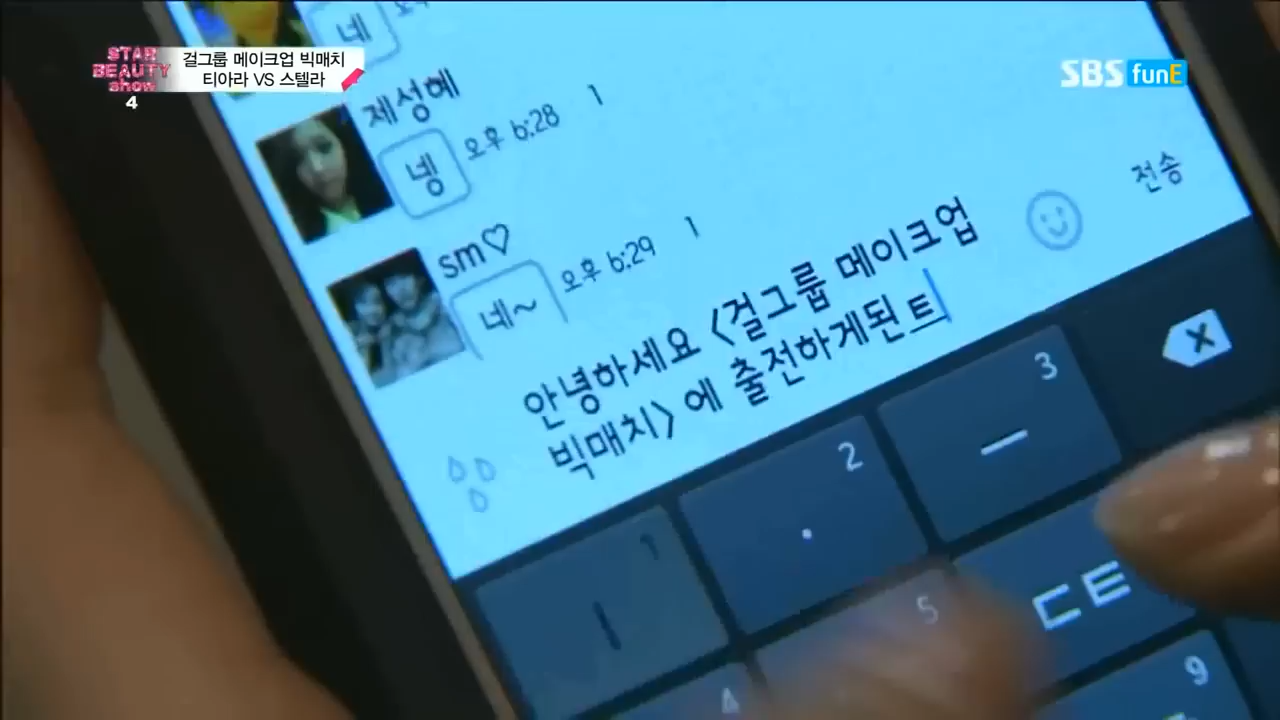 STAR
BEAUTY
show
4
걸그룹 메이크업 빅매치
티아라 VS 스텔라
SBS funE
네
제성혜
넹
오후 6:28
1
sm♡
네~
오후 6:29
1
안녕하세요 <걸그룹 메이크업
빅매치> 에 출전하게된 트
전송
1
ㅣ
2
.
3
ㅡ
4
5
ㄷㅌ
9